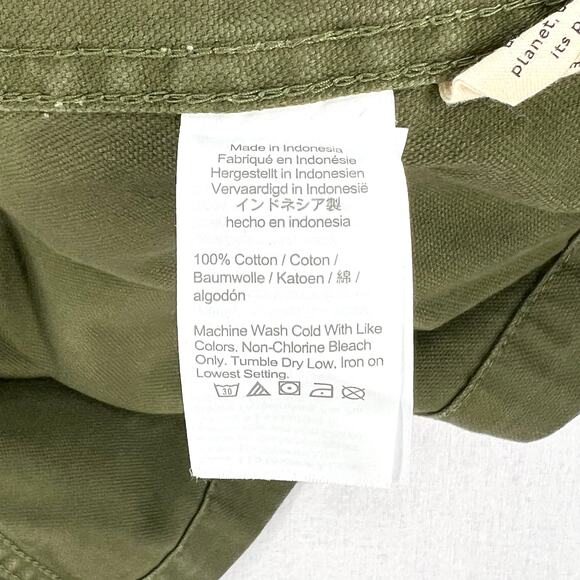 planet,
its p
Made in Indonesia
Fabriqué en Indonésie
Hergestellt in Indonesien
Vervaardigd in Indonesië
インドネシア製
hecho en indonesia
100% Cotton / Coton /
Baumwolle / Katoen / 綿 /
algodón
Machine Wash Cold With Like
Colors. Non-Chlorine Bleach
Only. Tumble Dry Low. Iron on
Lowest Setting.
30